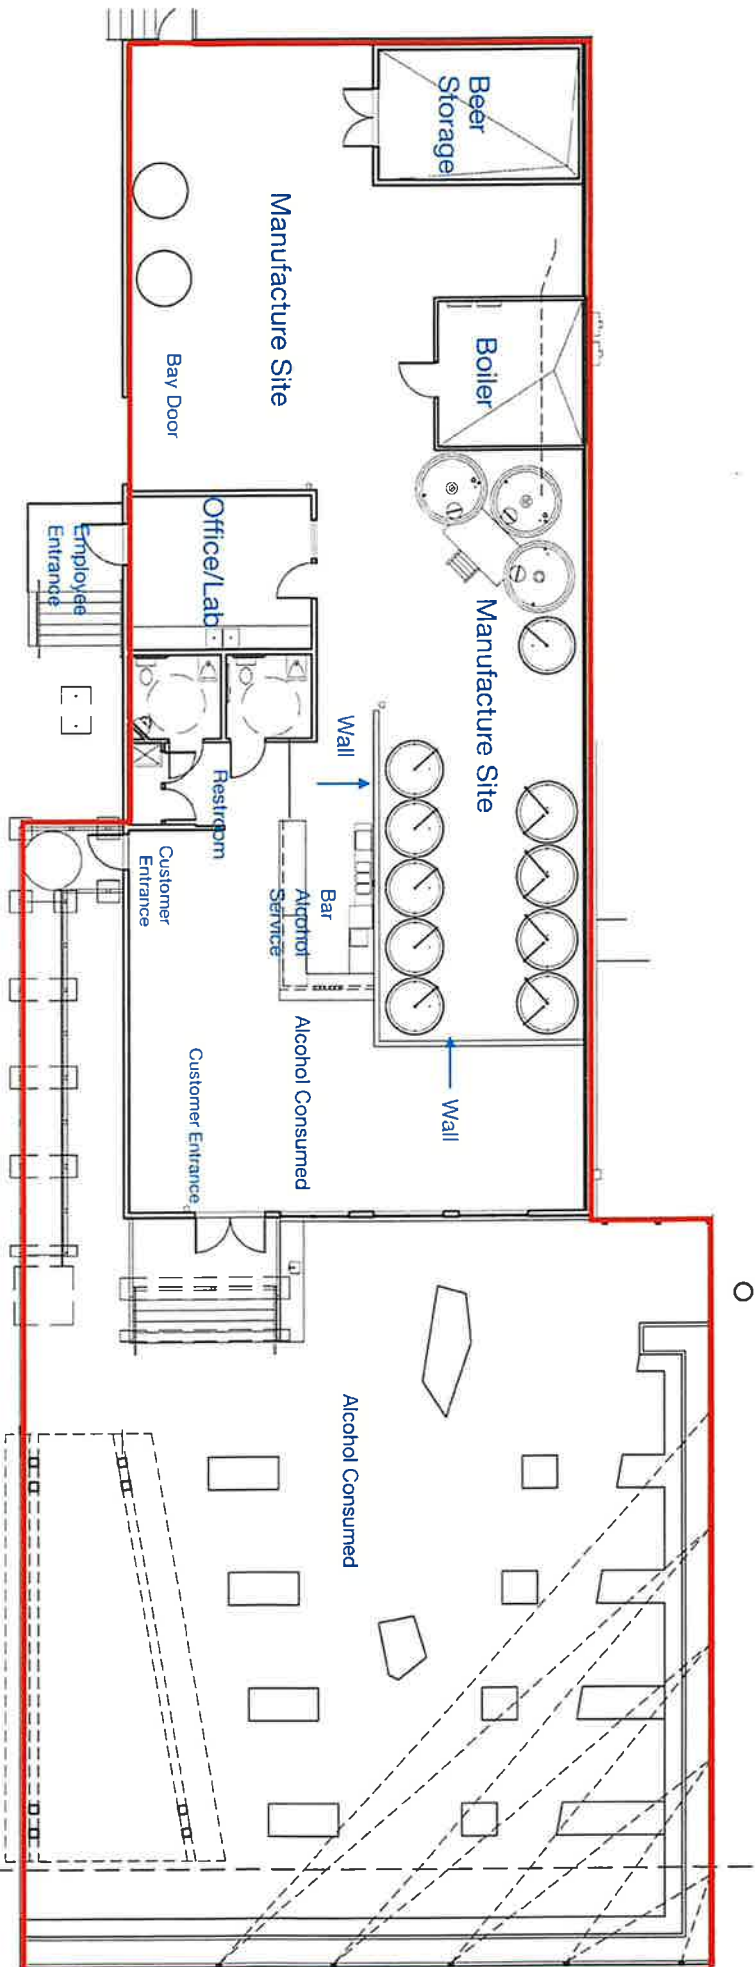 Beer
Storage
Manufacture Site
Boiler
Bay Door
Office/Lab
Employee
Entrance
Manufacture Site
Wall
Restroom
Customer
Entrance
Bar
Alcohol
Service
Alcohol Consumed
Wall
Customer Entrance
Alcohol Consumed